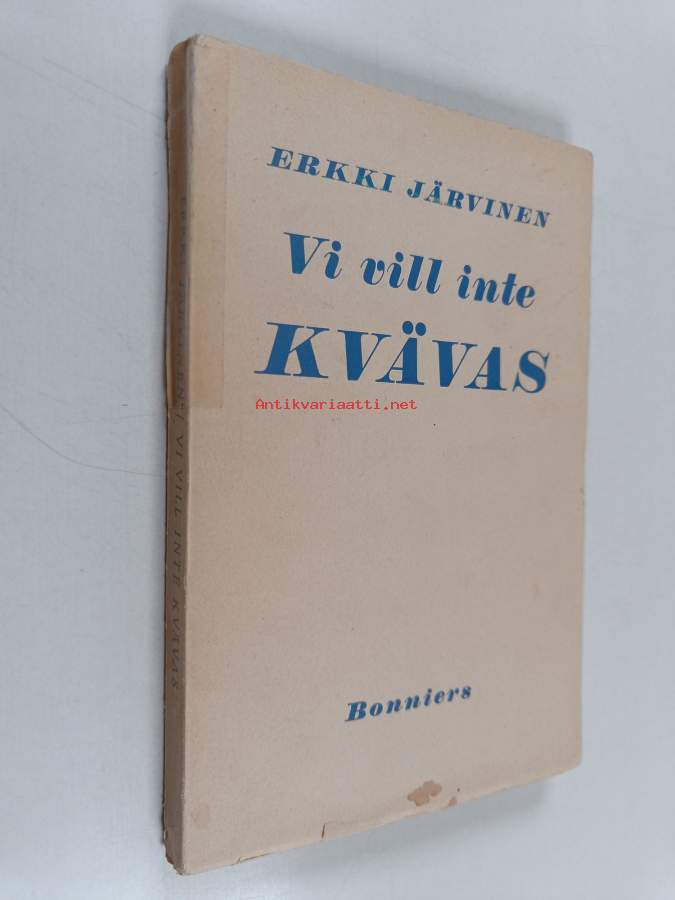 ERKKI JÄRVINEN
Vi vill inte
KVÄVAS
Antikvariaatti.net
Bonniers
VI VILL INTE KVÄVAS